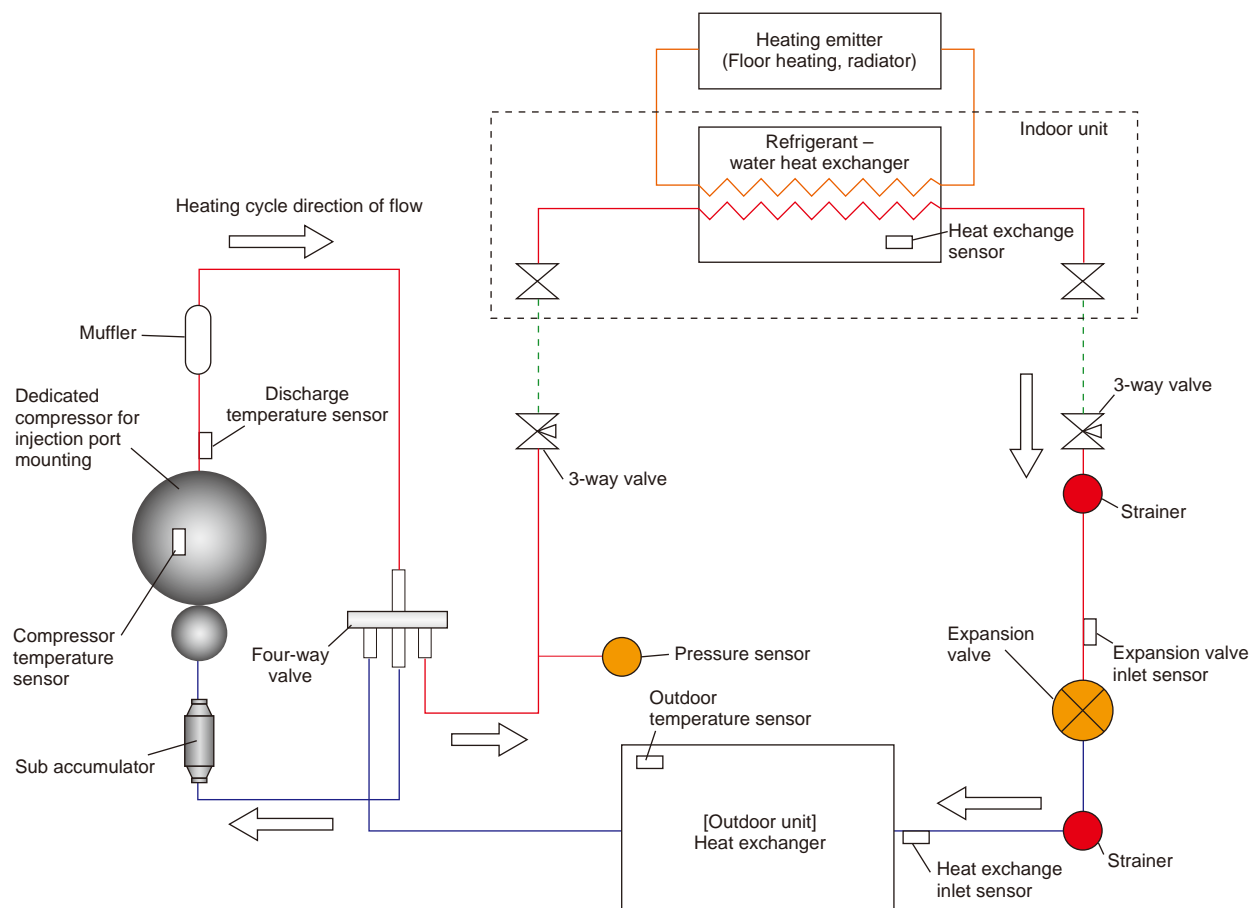 Heating emitter
(Floor heating, radiator)
Indoor unit
Refrigerant –
water heat exchanger
Heating cycle direction of flow
Heat exchange
sensor
Muffler
Discharge
temperature sensor
3-way valve
Dedicated
compressor for
injection port
mounting
3-way valve
Strainer
Compressor
temperature
sensor
Four-way
valve
Pressure sensor
Expansion
valve
Expansion valve
inlet sensor
Outdoor
temperature sensor
Sub accumulator
[Outdoor unit]
Heat exchanger
Heat exchange
inlet sensor
Strainer